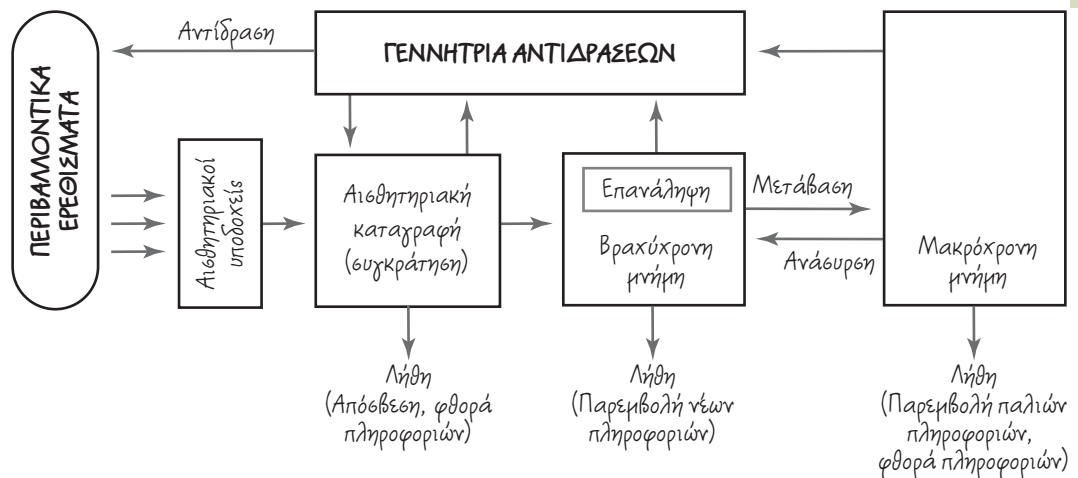 Αντίδραση
ΓΕΝΝΗΤΡΙΑ ΑΝΤΙΔΡΑΣΕΩΝ
ΠΕΡΙΒΑΛΛΟΝΤΙΚΑ
ΕΡΕΘΙΣΜΑΤΑ
Αισθητηριακοί
υποδοχείς
Αισθητηριακή
καταγραφή
(συγκράτηση)
Επανάληψη
Βραχύχρονη
μνήμη
Μετάβαση
Ανάσυρση
Μακρόχρονη
μνήμη
Λήθη
(Απόσβεση, φθορά
πληροφοριών)
Λήθη
(Παρεμβολή νέων
πληροφοριών)
Λήθη
(Παρεμβολή παλιών
πληροφοριών,
φθορά πληροφοριών)